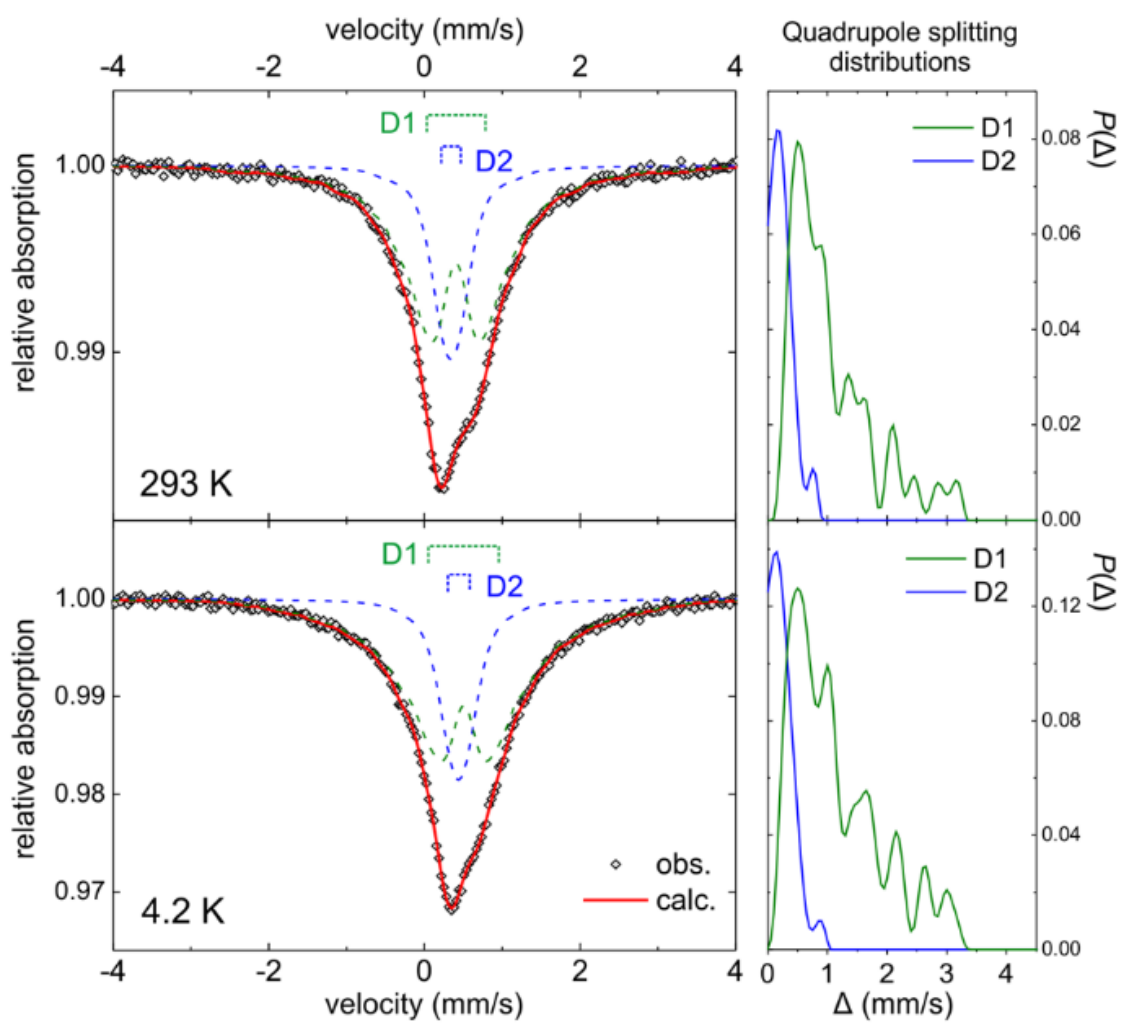 velocity (mm/s)
-4 -2 0 2 4
Quadrupole splitting
distributions
relative absorption
1.00
0.99
D1
D2
293 K
D1
D2
P(Δ)
0.08
0.06
0.04
0.02
0.00
relative absorption
1.00
0.99
0.98
0.97
D1
D2
4.2 K
obs.
calc.
-4 -2 0 2 4
velocity (mm/s)
D1
D2
P(Δ)
0.12
0.08
0.04
0.00
0 1 2 3 4
Δ (mm/s)